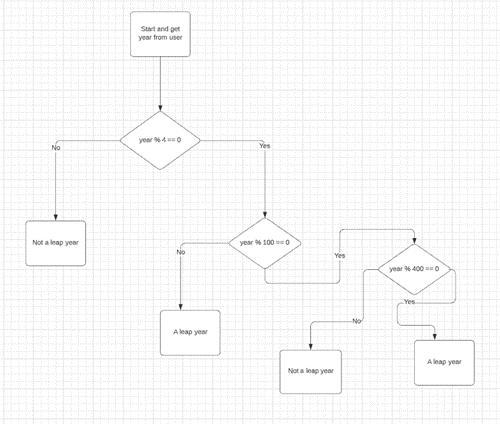 Start and get
year from user
year % 4 == 0
No
Yes
Not a leap year
year % 100 == 0
No
Yes
year % 400 == 0
A leap year
No
Yes
Not a leap year
A leap year